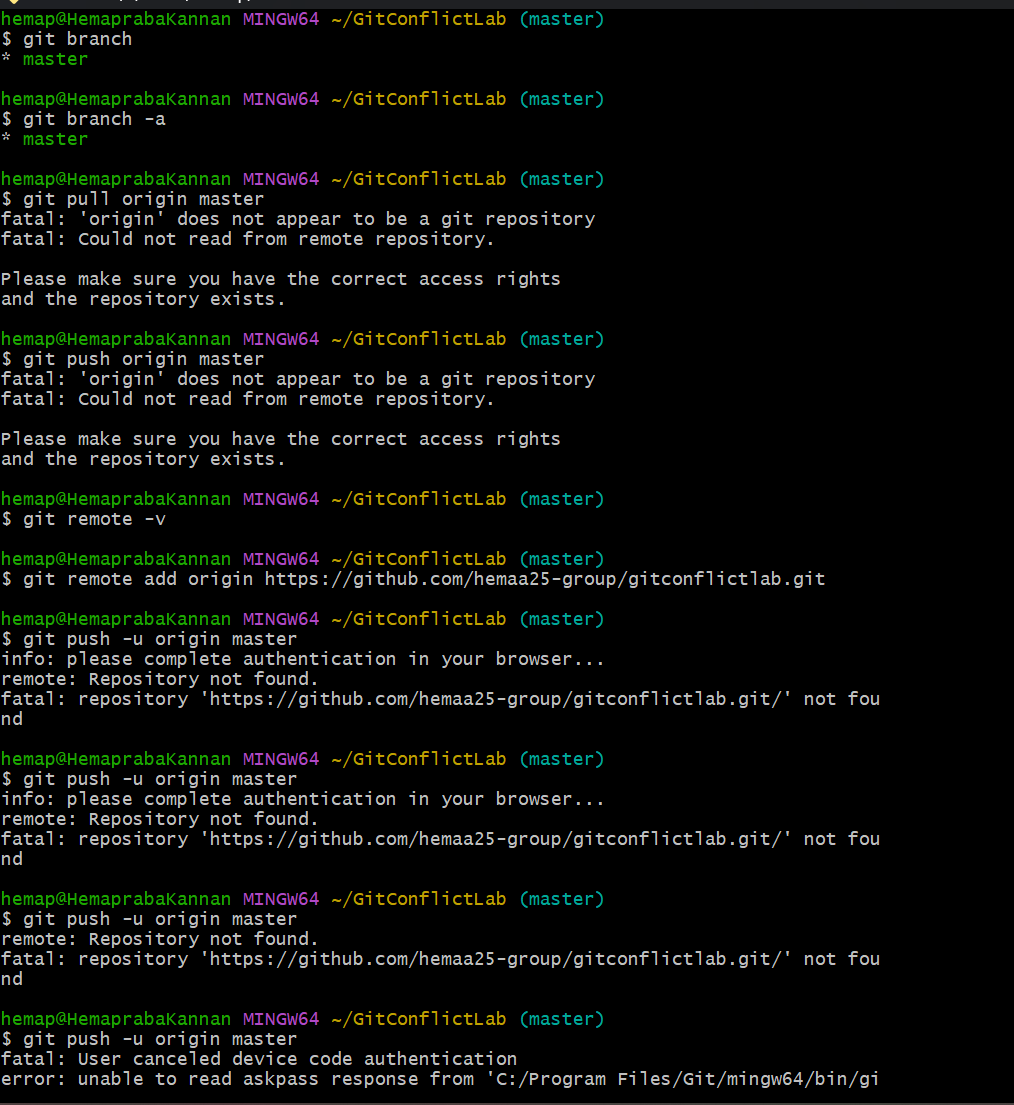 hemap@HemaprabaKannan MINGW64 ~/GitConflictLab (master)
$ git branch
* master
hemap@HemaprabaKannan MINGW64 ~/GitConflictLab (master)
$ git branch -a
* master
hemap@HemaprabaKannan MINGW64 ~/GitConflictLab (master)
$ git pull origin master
fatal: 'origin' does not appear to be a git repository
fatal: Could not read from remote repository.
Please make sure you have the correct access rights
and the repository exists.
hemap@HemaprabaKannan MINGW64 ~/GitConflictLab (master)
$ git push origin master
fatal: 'origin' does not appear to be a git repository
fatal: Could not read from remote repository.
Please make sure you have the correct access rights
and the repository exists.
hemap@HemaprabaKannan MINGW64 ~/GitConflictLab (master)
$ git remote -v
hemap@HemaprabaKannan MINGW64 ~/GitConflictLab (master)
$ git remote add origin https://github.com/hemaa25-group/gitconflictlab.git
hemap@HemaprabaKannan MINGW64 ~/GitConflictLab (master)
$ git push -u origin master
info: please complete authentication in your browser...
remote: Repository not found.
fatal: repository 'https://github.com/hemaa25-group/gitconflictlab.git/' not fou
nd
hemap@HemaprabaKannan MINGW64 ~/GitConflictLab (master)
$ git push -u origin master
info: please complete authentication in your browser...
remote: Repository not found.
fatal: repository 'https://github.com/hemaa25-group/gitconflictlab.git/' not fou
nd
hemap@HemaprabaKannan MINGW64 ~/GitConflictLab (master)
$ git push -u origin master
remote: Repository not found.
fatal: repository 'https://github.com/hemaa25-group/gitconflictlab.git/' not fou
nd
hemap@HemaprabaKannan MINGW64 ~/GitConflictLab (master)
$ git push -u origin master
fatal: User canceled device code authentication
error: unable to read askpass response from 'C:/Program Files/Git/mingw64/bin/gi